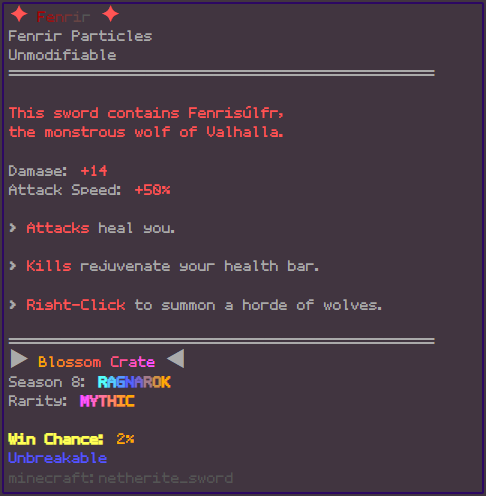 ✦ Fenrir ✦
Fenrir Particles
Unmodifiable
This sword contains Fenrisúlfr,
the monstrous wolf of Valhalla.
Damage: +14
Attack Speed: +50%
> Attacks heal you.
> Kills rejuvenate your health bar.
> Right-Click to summon a horde of wolves.
▶ Blossom Crate ◀
Season 8: RAGNAROK
Rarity: MYTHIC
Win Chance: 2%
Unbreakable
minecraft:netherite_sword